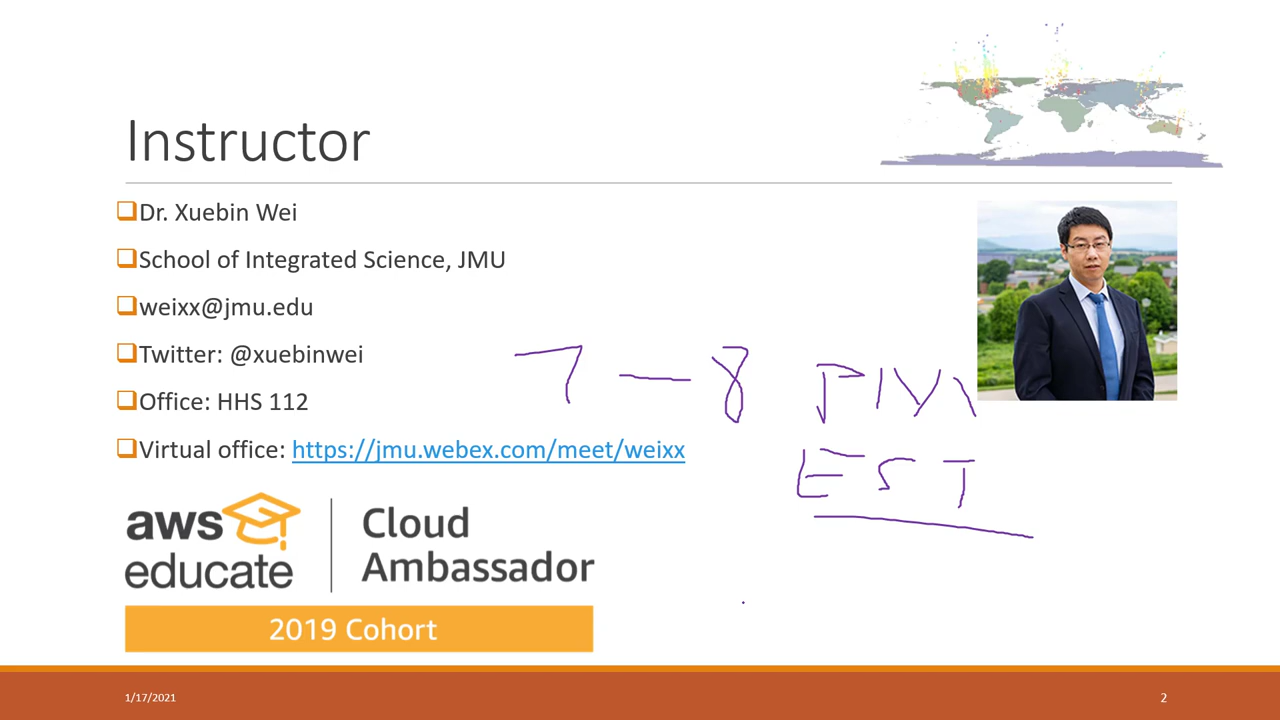 Instructor
Dr. Xuebin Wei
School of Integrated Science, JMU
weixx@jmu.edu
Twitter: @xuebinwei
7 — 8 PM
EST
Office: HHS 112
Virtual office: https://jmu.webex.com/meet/weixx
aws educate
Cloud Ambassador
2019 Cohort
1/17/2021
2